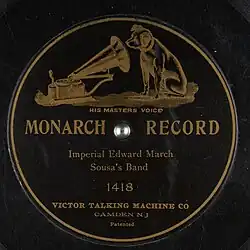 HIS MASTERS VOICE
MONARCH RECORD
Imperial Edward March
Sousa's Band
1418
VICTOR TALKING MACHINE CO
CAMDEN N J
Patented